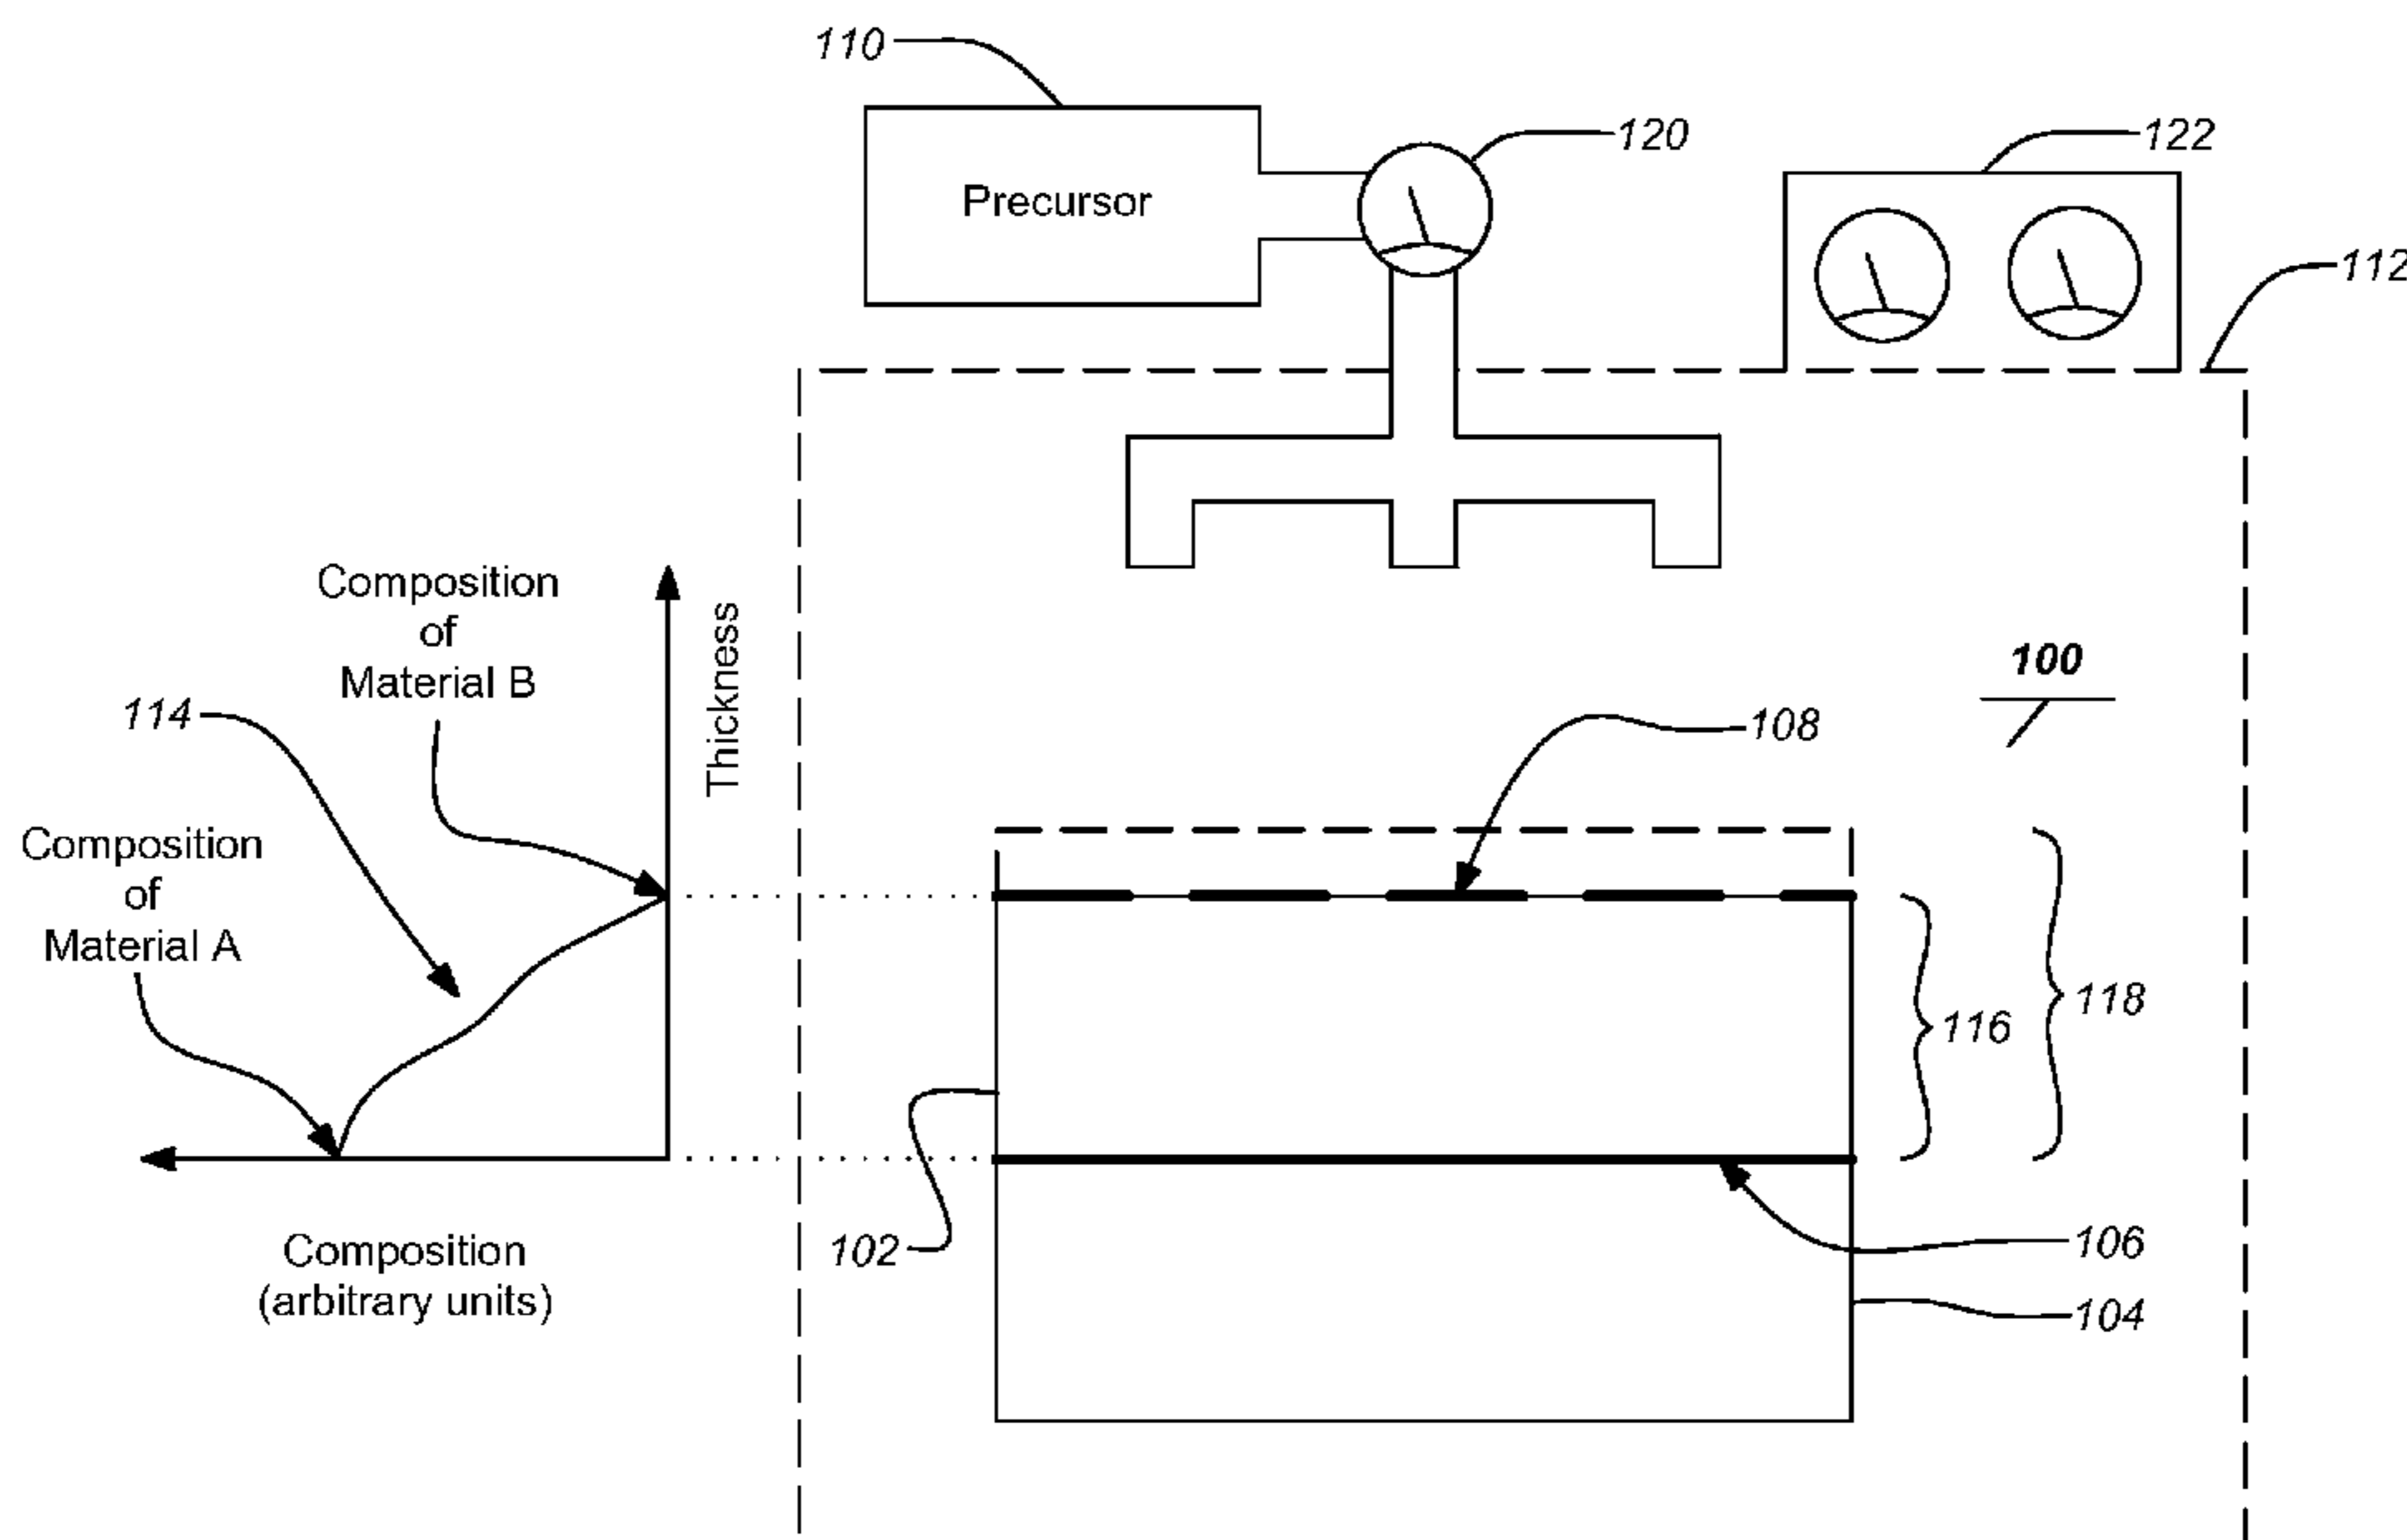 110
Precursor
120
122
112
Composition
of
Material B
Thickness
114
100
108
Composition
of
Material A
116
118
102
106
104
Composition
(arbitrary units)